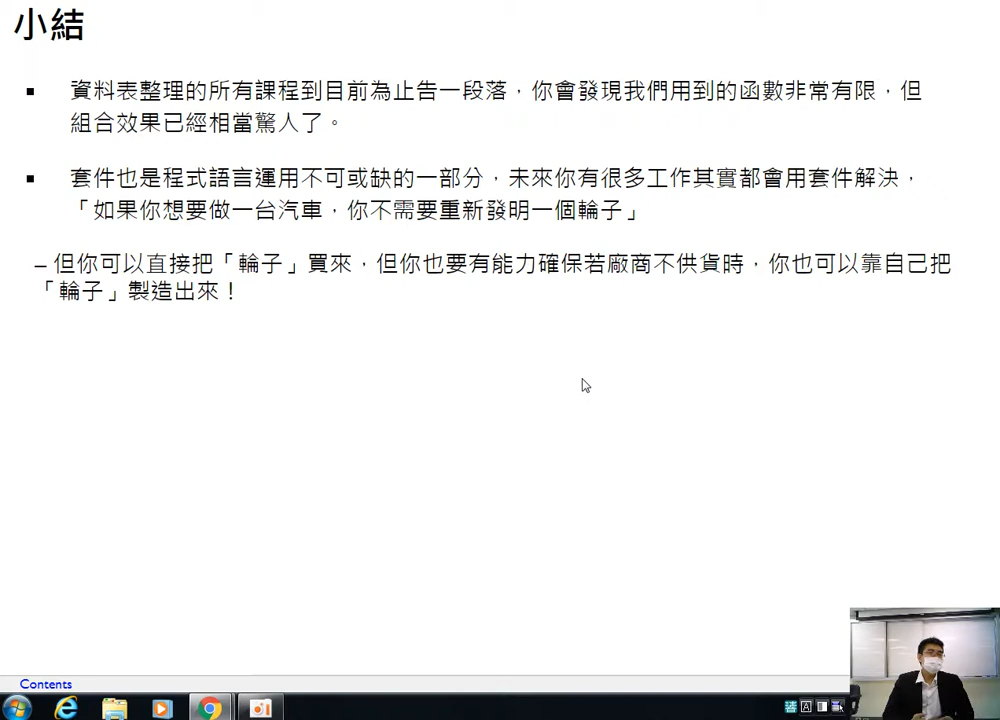 小結
▪ 資料表整理的所有課程到目前為止告一段落，你會發現我們用到的函數非常有限，但
組合效果已經相當驚人了。
▪ 套件也是程式語言運用不可或缺的一部分，未來你有很多工作其實都會用套件解決，
「如果你想要做一台汽車，你不需要重新發明一個輪子」
– 但你可以直接把「輪子」買來，但你也要有能力確保若廠商不供貨時，你也可以靠自己把
「輪子」製造出來！
Contents